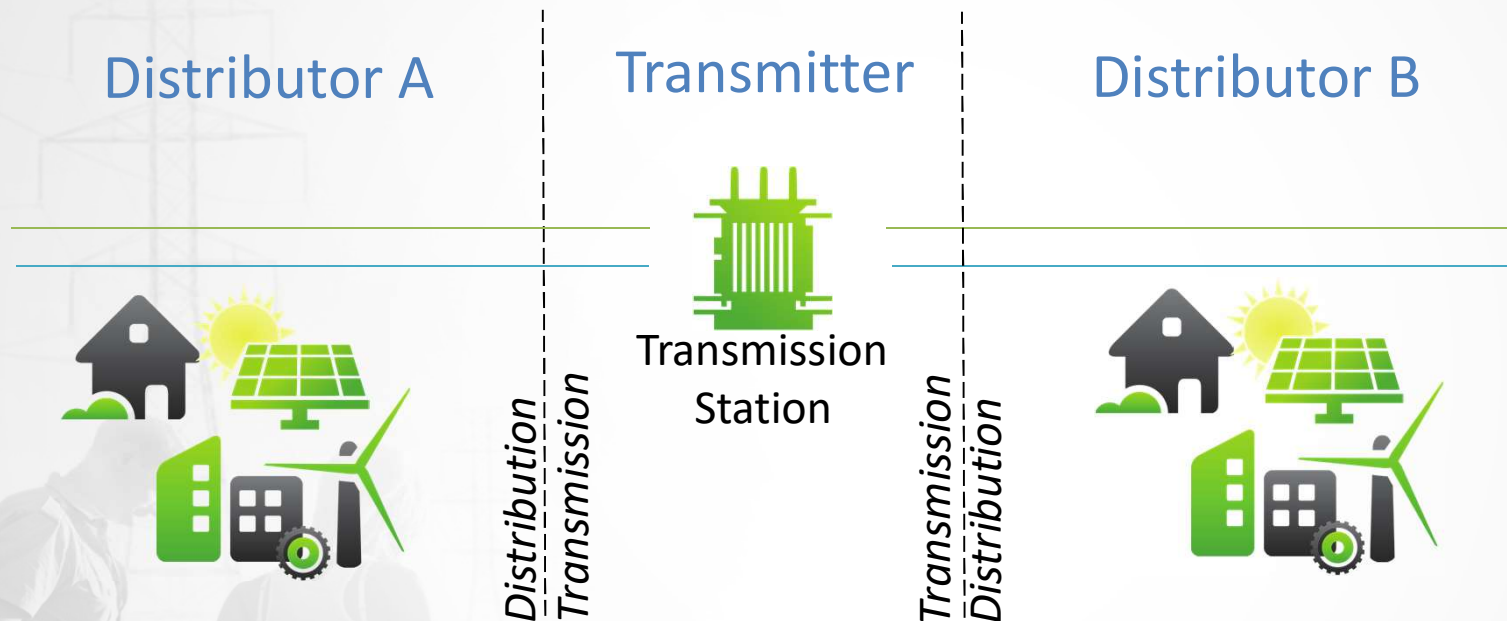 Distributor A
Transmitter
Distributor B
Transmission
Station
Distribution
Transmission
Transmission
Distribution